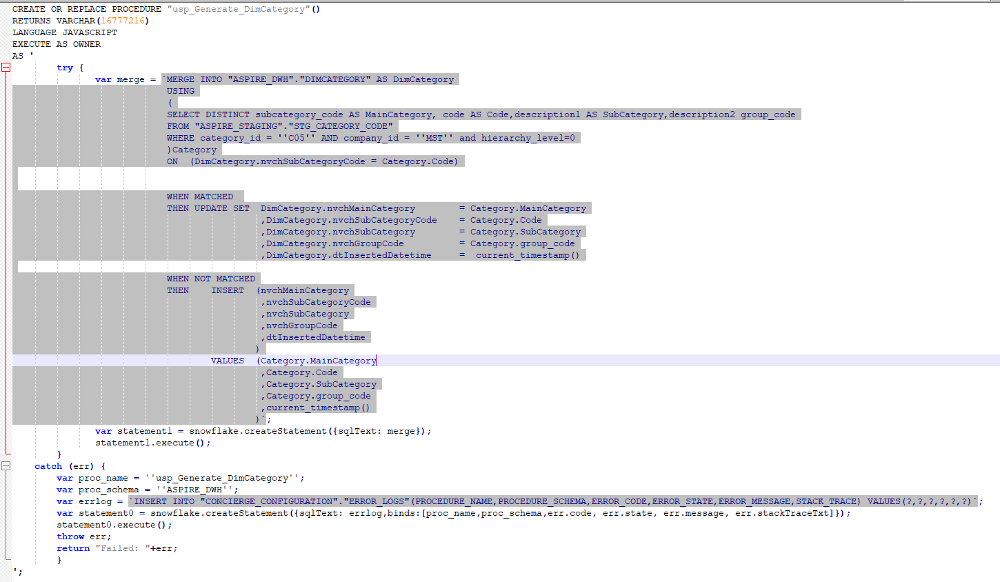 CREATE OR REPLACE PROCEDURE "usp_Generate_DimCategory"()
RETURNS VARCHAR(16777216)
LANGUAGE JAVASCRIPT
EXECUTE AS OWNER
AS '
try {
var merge = `MERGE INTO "ASPIRE_DWH"."DIMCATEGORY" AS DimCategory
USING
(
SELECT DISTINCT subcategory_code AS MainCategory, code AS Code,description1 AS SubCategory,description2 group_code
FROM "ASPIRE_STAGING"."STG_CATEGORY_CODE"
WHERE category_id = ''C05'' AND company_id = ''MST'' and hierarchy_level=0
)Category
ON  (DimCategory.nvchSubCategoryCode = Category.Code)
WHEN MATCHED
THEN UPDATE SET  DimCategory.nvchMainCategory        = Category.MainCategory
,DimCategory.nvchSubCategoryCode    = Category.Code
,DimCategory.nvchSubCategory        = Category.SubCategory
,DimCategory.nvchGroupCode          = Category.group_code
,DimCategory.dtInsertedDatetime     =  current_timestamp()
WHEN NOT MATCHED
THEN    INSERT  (nvchMainCategory
,nvchSubCategoryCode
,nvchSubCategory
,nvchGroupCode
,dtInsertedDatetime
)
VALUES  (Category.MainCategory
,Category.Code
,Category.SubCategory
,Category.group_code
,current_timestamp()
)`;
var statement1 = snowflake.createStatement({sqlText: merge});
statement1.execute();
}
catch (err) {
var proc_name = ''usp_Generate_DimCategory'';
var proc_schema = ''ASPIRE_DWH'';
var errlog = `INSERT INTO "CONCIERGE_CONFIGURATION"."ERROR_LOGS"(PROCEDURE_NAME,PROCEDURE_SCHEMA,ERROR_CODE,ERROR_STATE,ERROR_MESSAGE,STACK_TRACE) VALUES(?,?,?,?,?,?)`;
var statement0 = snowflake.createStatement({sqlText: errlog,binds:[proc_name,proc_schema,err.code, err.state, err.message, err.stackTraceTxt]});
statement0.execute();
throw err;
return "Failed: "+err;
}
';